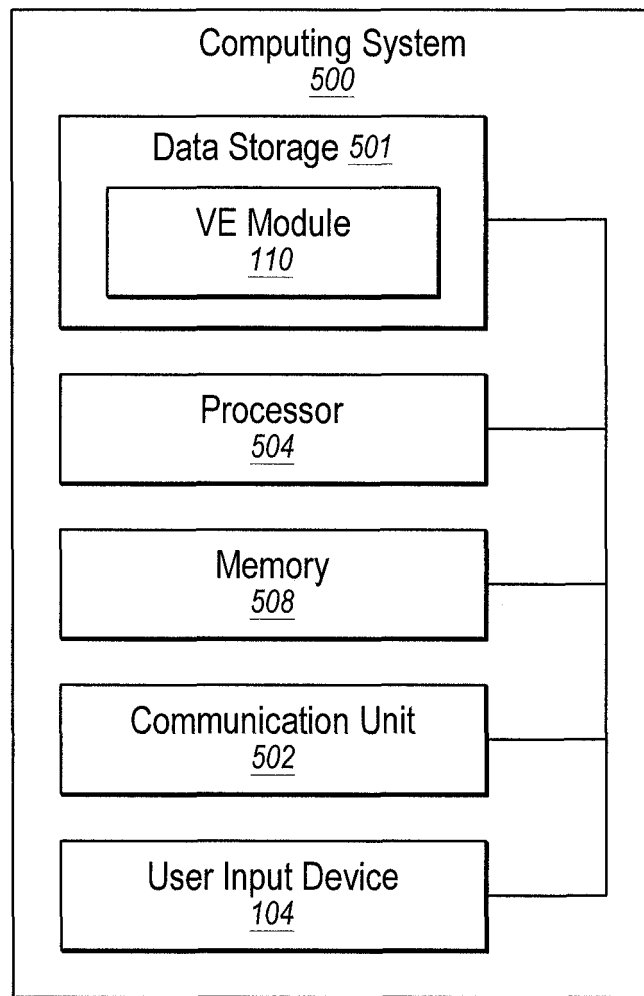 Computing System
500
Data Storage 501
VE Module
110
Processor
504
Memory
508
Communication Unit
502
User Input Device
104